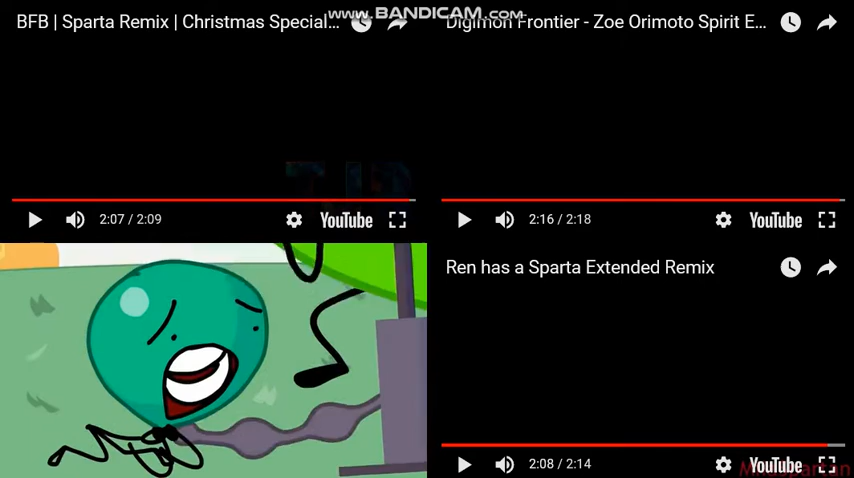 www.BANDICAM.com
BFB | Sparta Remix | Christmas Special...
Digimon Frontier - Zoe Orimoto Spirit E...
2:07 / 2:09
YouTube
2:16 / 2:18
YouTube
Ren has a Sparta Extended Remix
2:08 / 2:14
YouTube